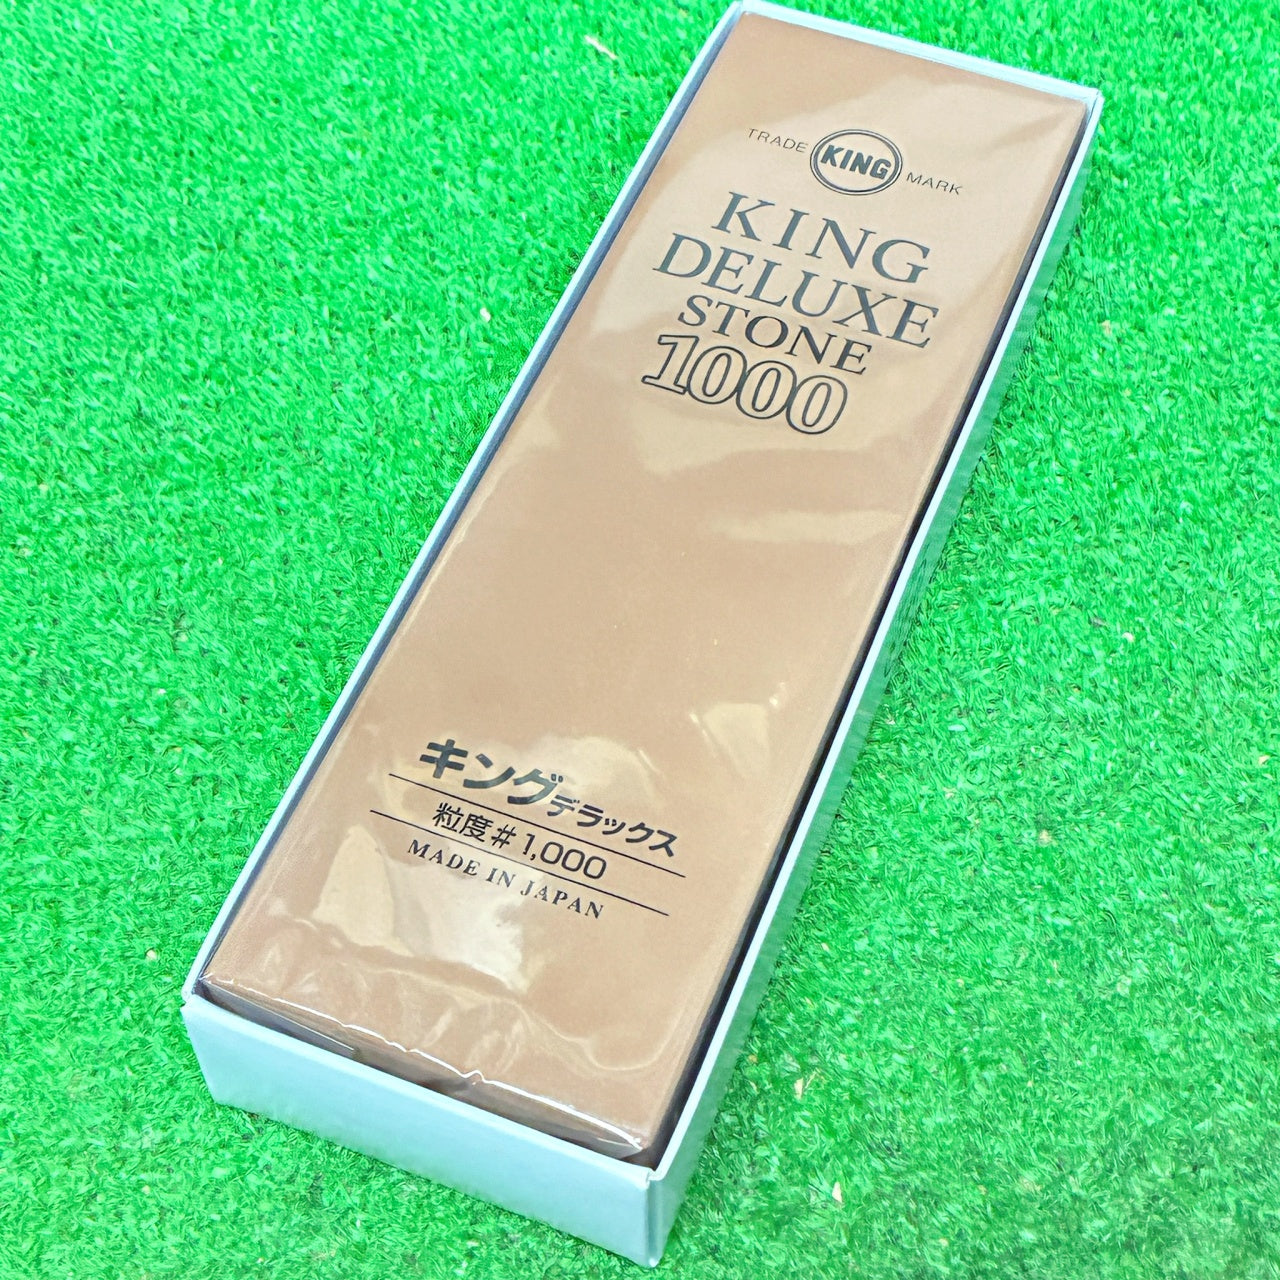 TRADE KING MARK
KING
DELUXE
STONE
1000
キングデラックス
粒度#1,000
MADE IN JAPAN